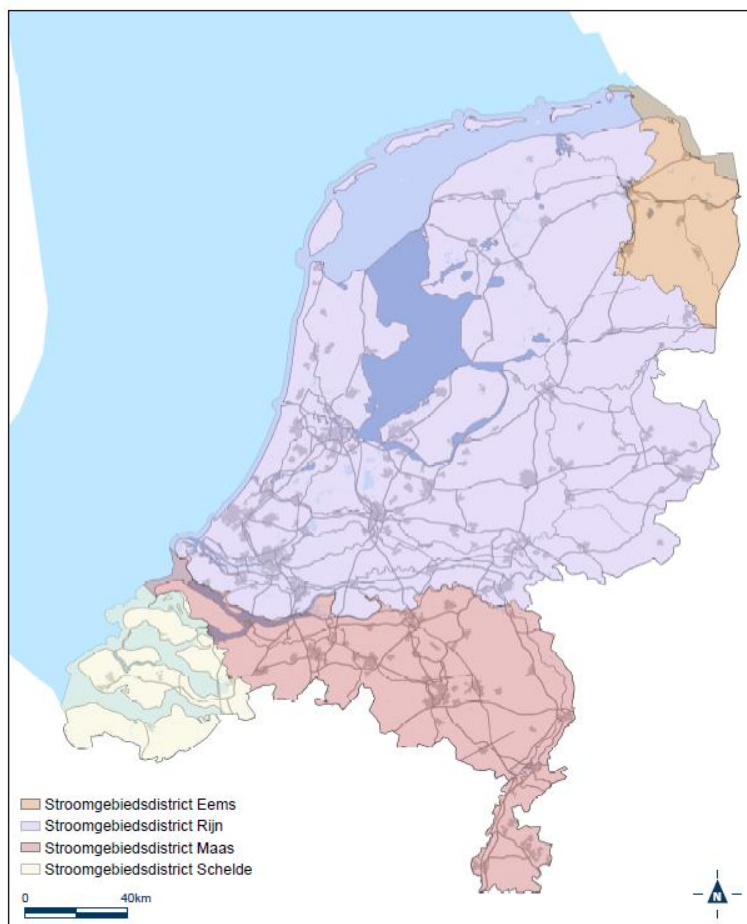 Stroomgebiedsdistrict Eems
Stroomgebiedsdistrict Rijn
Stroomgebiedsdistrict Maas
Stroomgebiedsdistrict Schelde
0 40km
N